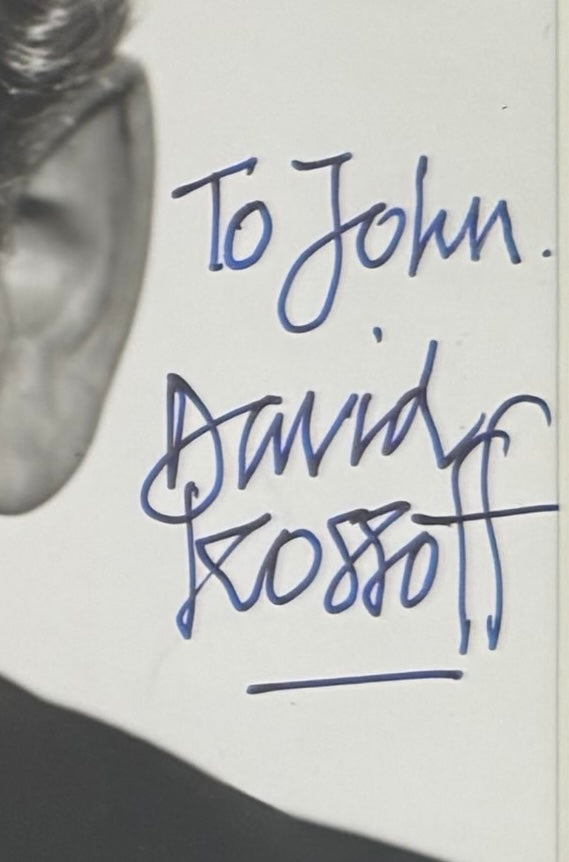 To John.
David
Kossoff